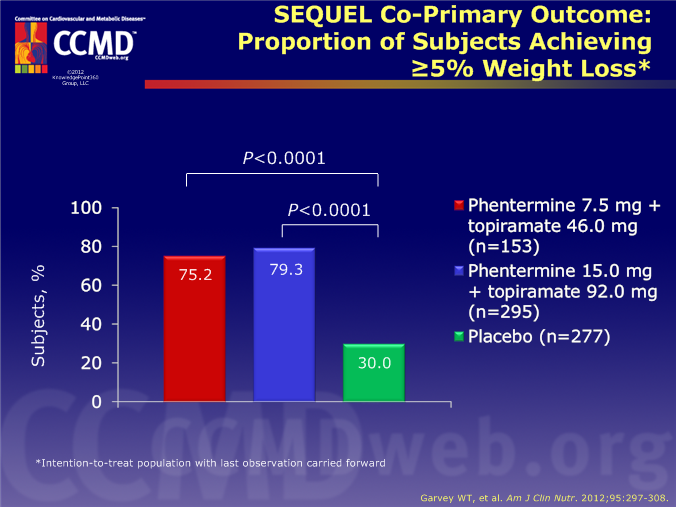 Committee on Cardiovascular and Metabolic Diseases™
CCMD™
CCMDweb.org
©2012
KnowledgePoint360
Group, LLC
SEQUEL Co-Primary Outcome:
Proportion of Subjects Achieving
≥5% Weight Loss*
P<0.0001
P<0.0001
Subjects, %
100
80
60
40
20
0
75.2
79.3
30.0
Phentermine 7.5 mg +
topiramate 46.0 mg
(n=153)
Phentermine 15.0 mg
+ topiramate 92.0 mg
(n=295)
Placebo (n=277)
CCMDweb.org
*Intention-to-treat population with last observation carried forward
Garvey WT, et al. Am J Clin Nutr. 2012;95:297-308.